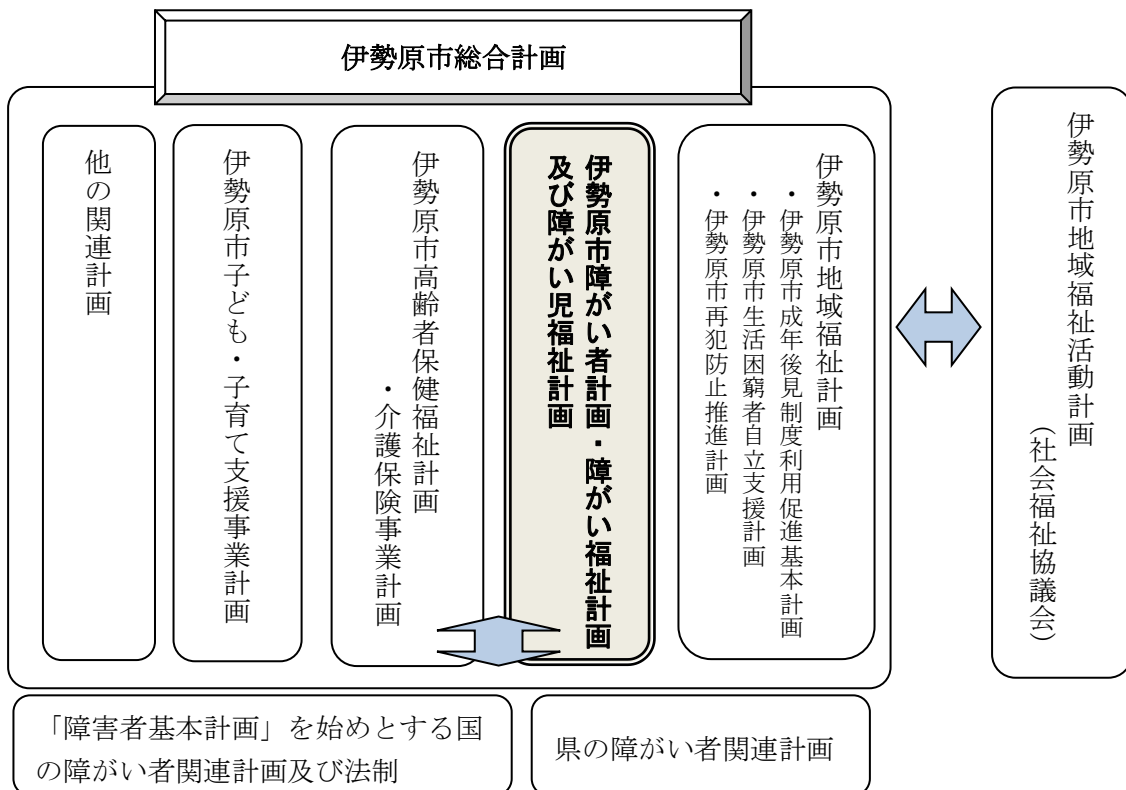 伊勢原市総合計画
伊勢原市地域福祉活動計画
（社会福祉協議会）
伊勢原市地域福祉計画
・伊勢原市成年後見制度利用促進基本計画
・伊勢原市生活困窮者自立支援計画
・伊勢原市再犯防止推進計画
伊勢原市障がい者計画・障がい福祉計画
及び障がい児福祉計画
伊勢原市高齢者保健福祉計画
・介護保険事業計画
伊勢原市子ども・子育て支援事業計画
他の関連計画
「障害者基本計画」を始めとする国
の障がい者関連計画及び法制
県の障がい者関連計画